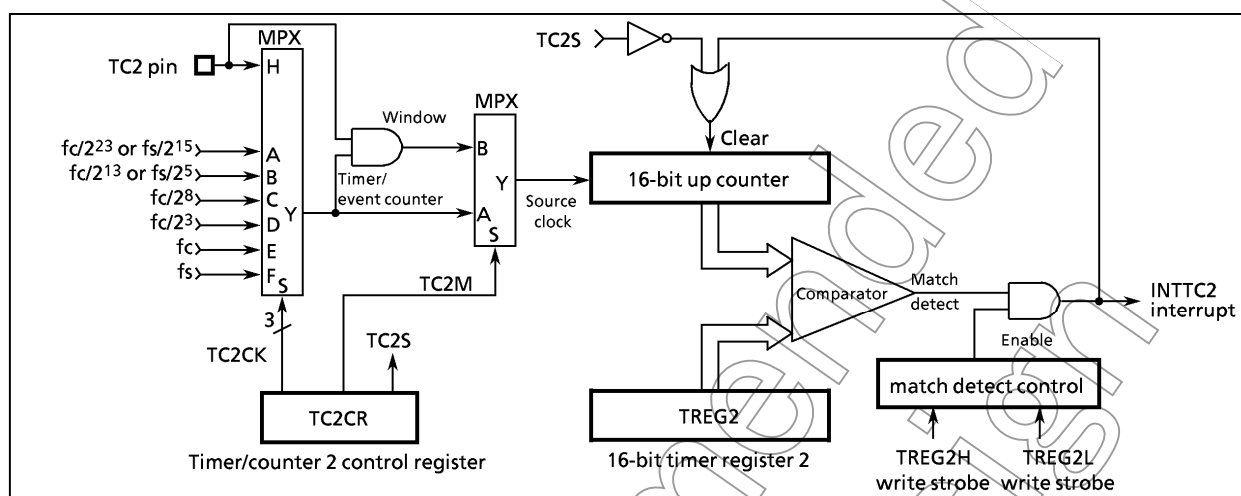 MPX
TC2 pin
H
fc/2²³ or fs/2¹⁵
A
fc/2¹³ or fs/2⁵
B
fc/2⁸
C
fc/2³
D
fc
E
fs
F
Y
S
3
TC2CK
Window
Timer/
event counter
MPX
B
Y
A
S
TC2M
TC2S
TC2CR
Timer/counter 2 control register
Source
clock
TC2S
Clear
16-bit up counter
Comparator
TREG2
16-bit timer register 2
Match
detect
Enable
INTTC2
interrupt
match detect control
TREG2H
write strobe
TREG2L
write strobe